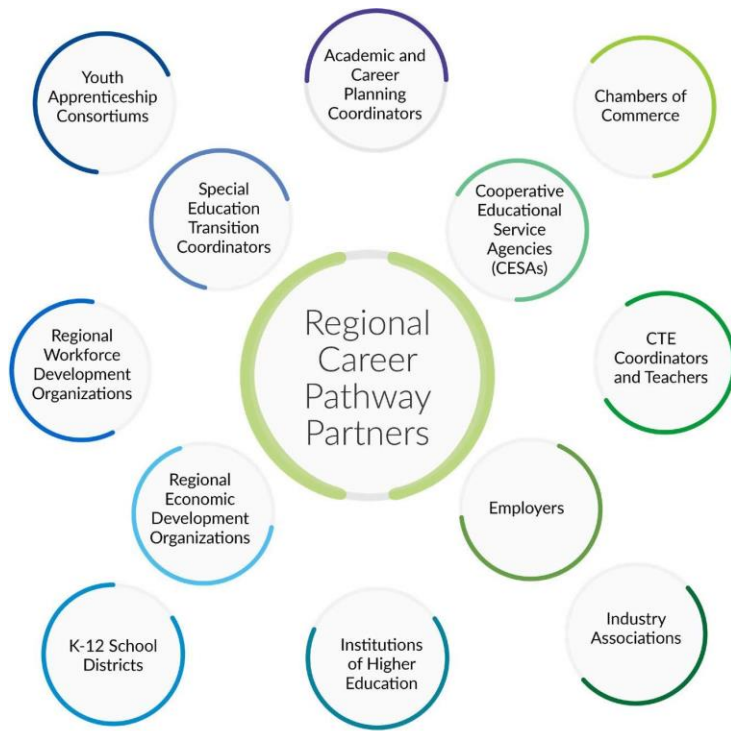 Youth
Apprenticeship
Consortiums
Academic and
Career
Planning
Coordinators
Chambers of
Commerce
Special
Education
Transition
Coordinators
Cooperative
Educational
Service
Agencies
(CESAs)
Regional
Workforce
Development
Organizations
Regional
Career
Pathway
Partners
CTE
Coordinators
and Teachers
Regional
Economic
Development
Organizations
Employers
K-12 School
Districts
Institutions
of Higher
Education
Industry
Associations